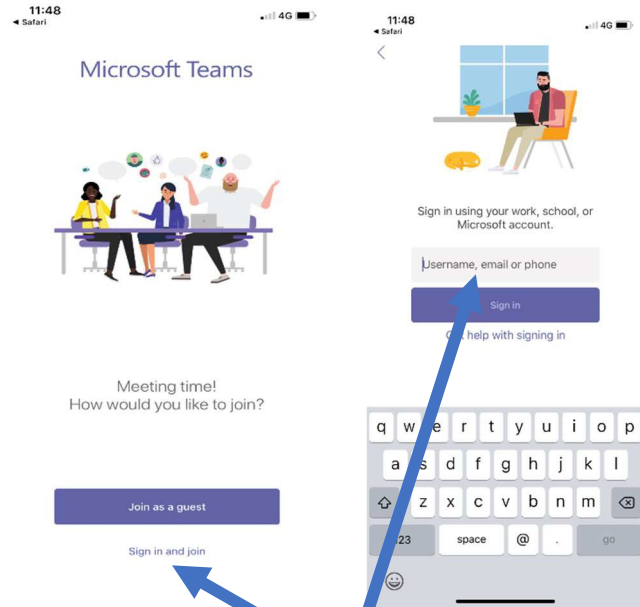 11:48
Safari
4G
Microsoft Teams
Meeting time!
How would you like to join?
Join as a guest
Sign in and join
11:48
Safari
4G
Sign in using your work, school, or
Microsoft account.
Username, email or phone
Sign in
help with signing in
q w e r t y u i o p
a s d f g h j k l
z x c v b n m
space @ . go